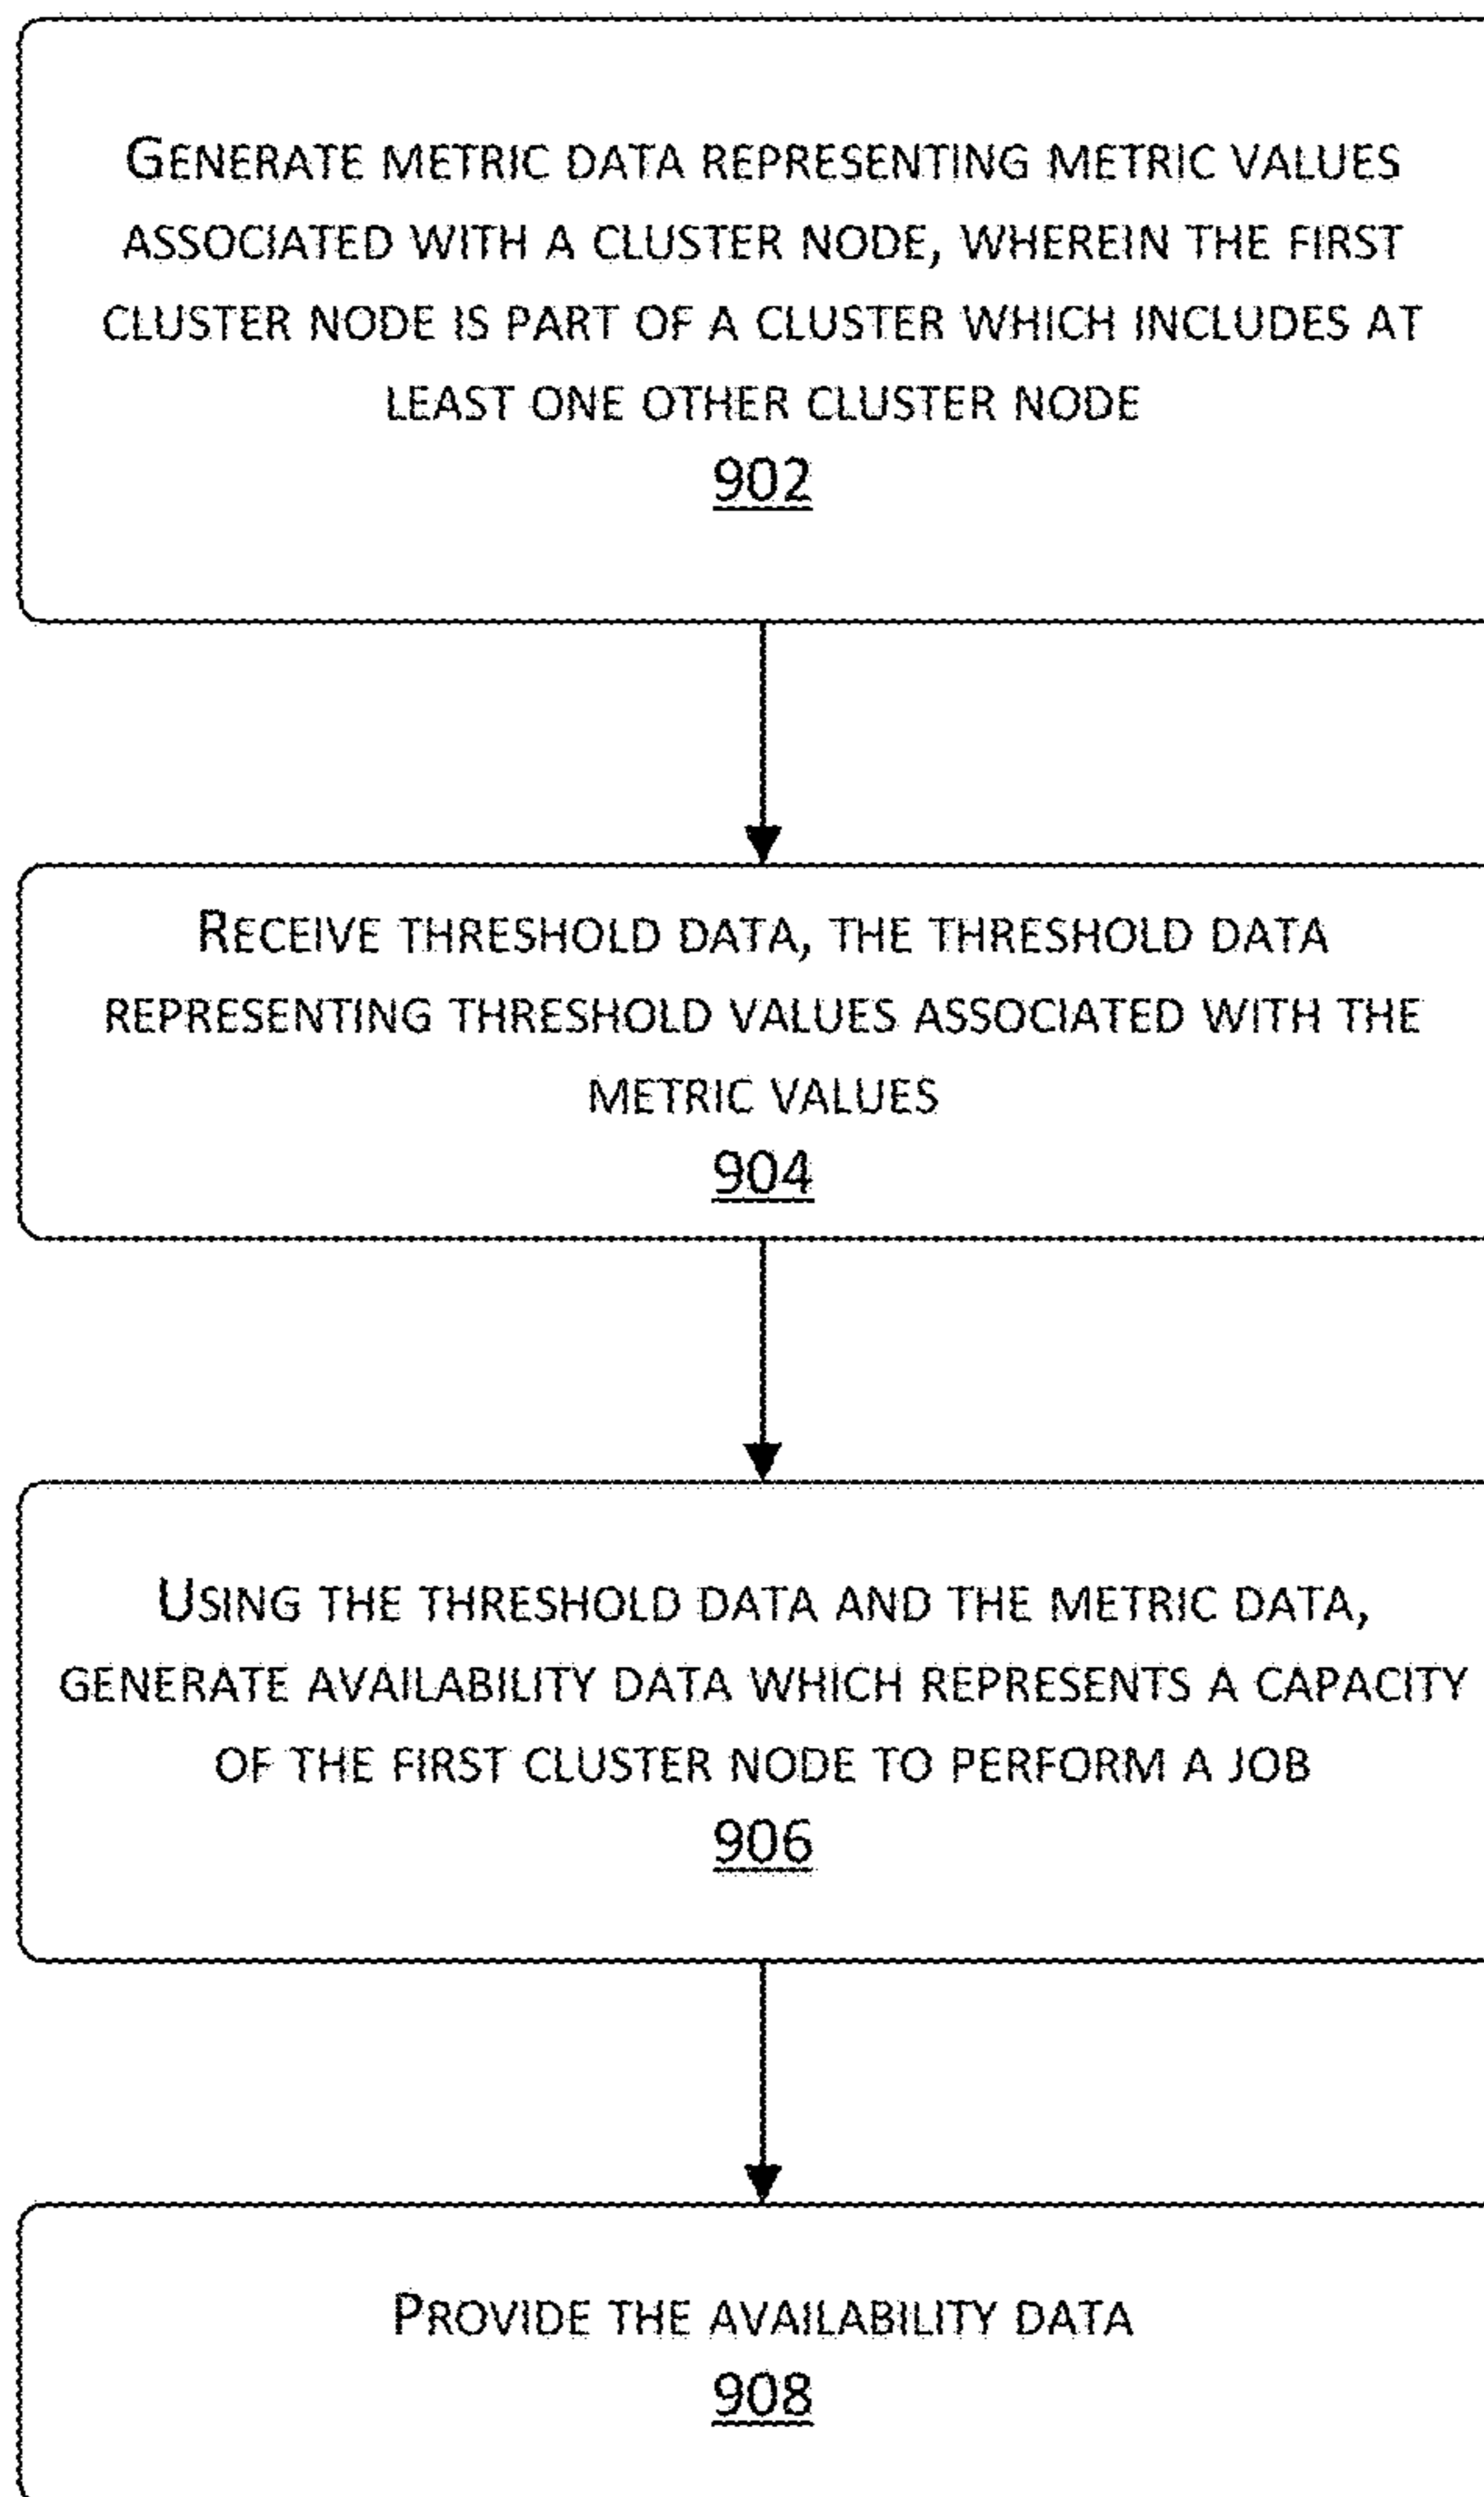 GENERATE METRIC DATA REPRESENTING METRIC VALUES
ASSOCIATED WITH A CLUSTER NODE, WHEREIN THE FIRST
CLUSTER NODE IS PART OF A CLUSTER WHICH INCLUDES AT
LEAST ONE OTHER CLUSTER NODE
902
RECEIVE THRESHOLD DATA, THE THRESHOLD DATA
REPRESENTING THRESHOLD VALUES ASSOCIATED WITH THE
METRIC VALUES
904
USING THE THRESHOLD DATA AND THE METRIC DATA,
GENERATE AVAILABILITY DATA WHICH REPRESENTS A CAPACITY
OF THE FIRST CLUSTER NODE TO PERFORM A JOB
906
PROVIDE THE AVAILABILITY DATA
908